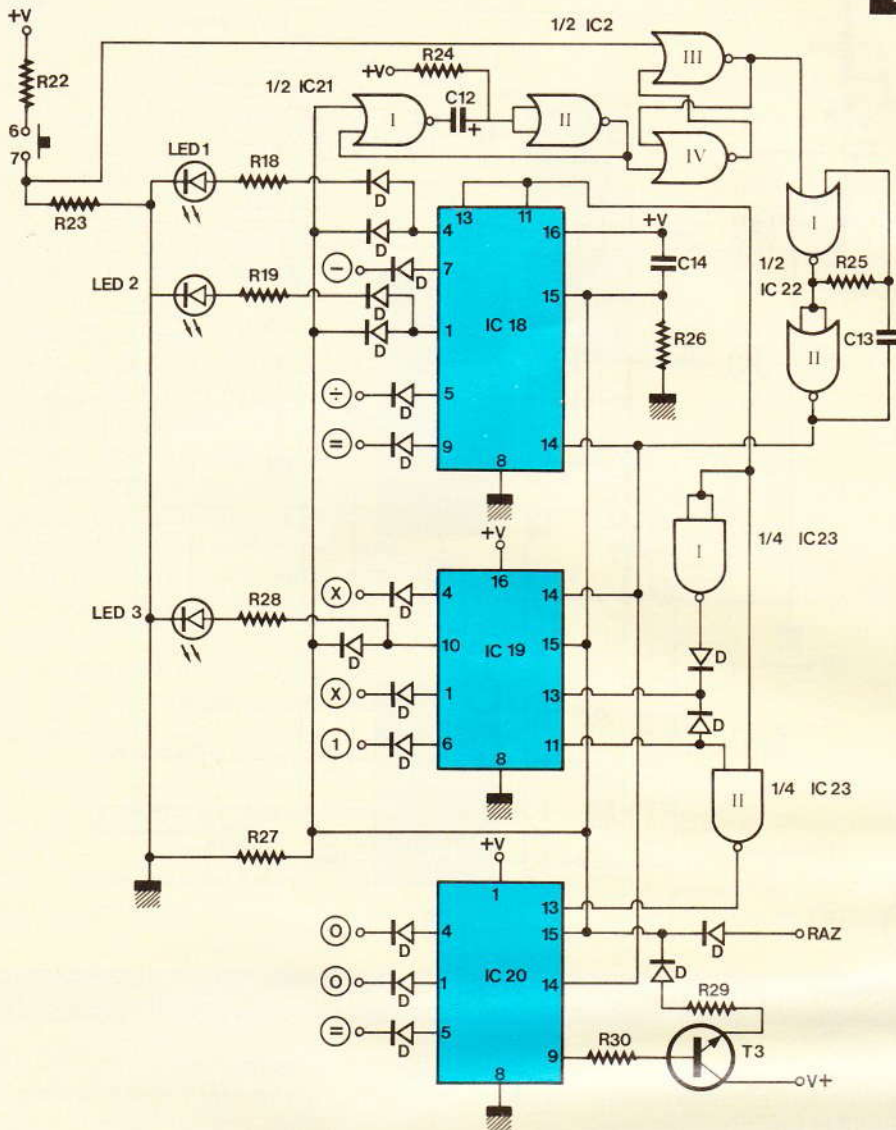 +V
1/2 IC2
R22
R24
+V
III
1/2 IC21
C12
6
I
+
II
7
LED 1
R18
IV
D
R23
13
11
4
16
+V
I
D
7
C14
1/2
R25
LED 2
R19
D
IC 22
15
D
IC 18
1
R26
II
C13
D
÷
5
D
=
9
14
D
8
I
1/4 IC23
+V
16
LED 3
R28
X
4
14
D
10
IC 19
15
D
D
X
1
13
D
D
1
6
11
D
8
II
1/4 IC23
R27
+V
1
13
O
4
15
RAZ
D
D
D
O
1
IC 20
14
R29
D
=
5
D
R30
T3
9
V+
8